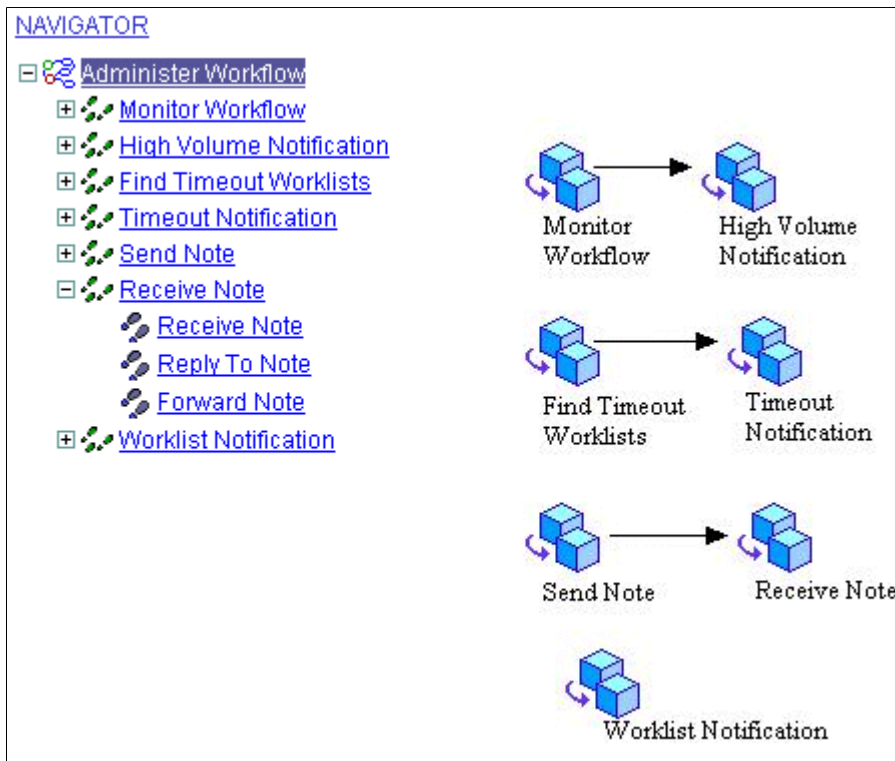 NAVIGATOR
Administer Workflow
Monitor Workflow
High Volume Notification
Find Timeout Worklists
Timeout Notification
Send Note
Receive Note
Receive Note
Reply To Note
Forward Note
Worklist Notification
Monitor
Workflow
High Volume
Notification
Find Timeout
Worklists
Timeout
Notification
Send Note
Receive Note
Worklist Notification